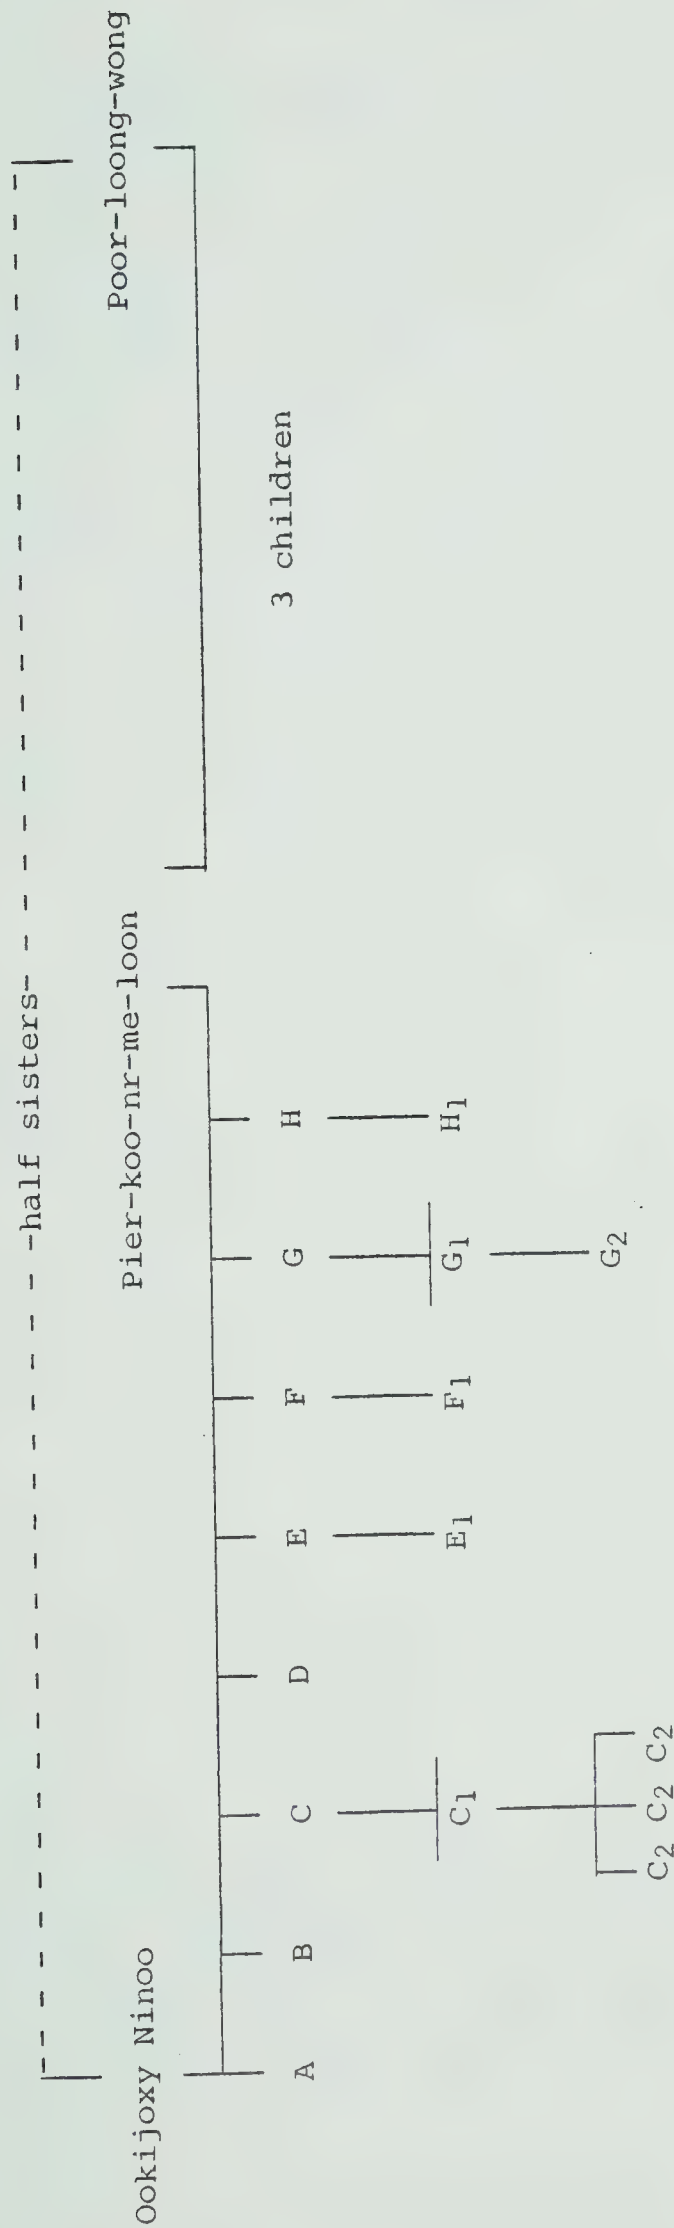 half sisters
Ookijoxy Ninoo Pier-koo-nr-me-loon Poor-loong-wong
3 children
A B C D E F G H
C1 E1 F1 G1 H1
C2 C2 C2 G2